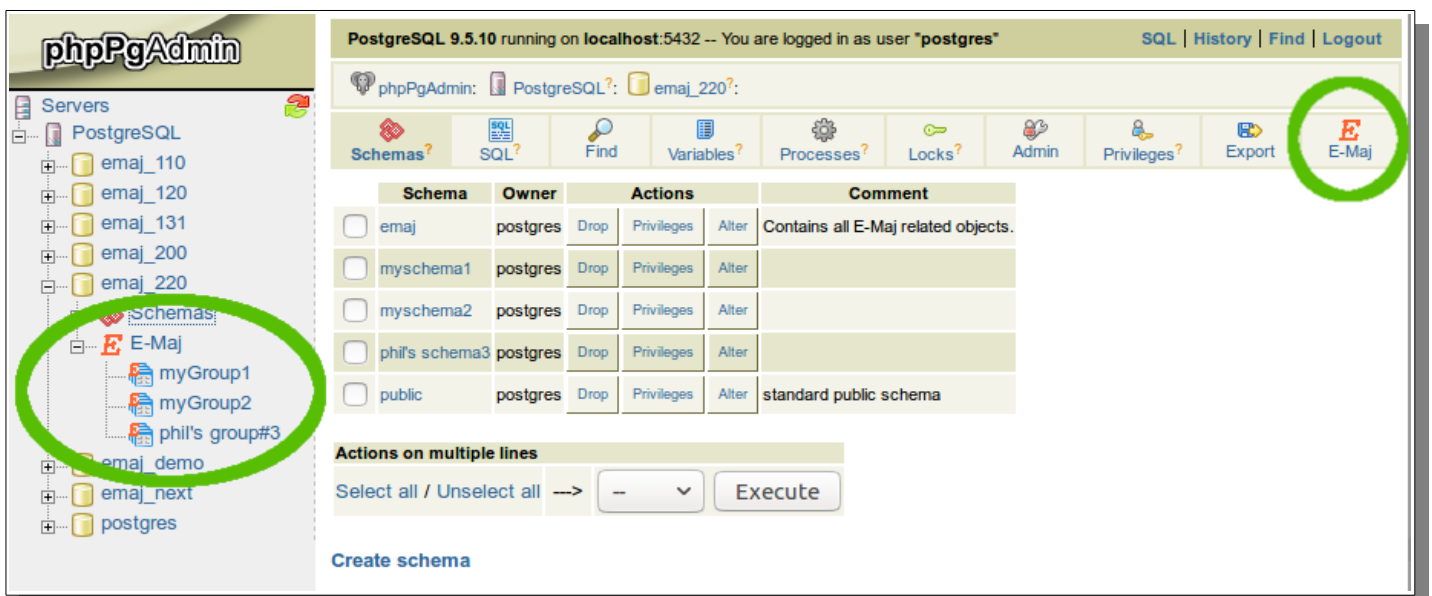 phpPgAdmin
Servers
PostgreSQL
emaj_110
emaj_120
emaj_131
emaj_200
emaj_220
Schemas
E-Maj
myGroup1
myGroup2
phil's group#3
emaj_demo
emaj_next
postgres
PostgreSQL 9.5.10 running on localhost:5432 -- You are logged in as user "postgres"
SQL | History | Find | Logout
phpPgAdmin: PostgreSQL?: emaj_220?:
Schemas? SQL? Find Variables? Processes? Locks? Admin Privileges? Export E-Maj
Schema Owner Actions Comment
emaj postgres Drop Privileges Alter Contains all E-Maj related objects.
myschema1 postgres Drop Privileges Alter
myschema2 postgres Drop Privileges Alter
phil's schema3 postgres Drop Privileges Alter
public postgres Drop Privileges Alter standard public schema
Actions on multiple lines
Select all / Unselect all ---> -- Execute
Create schema